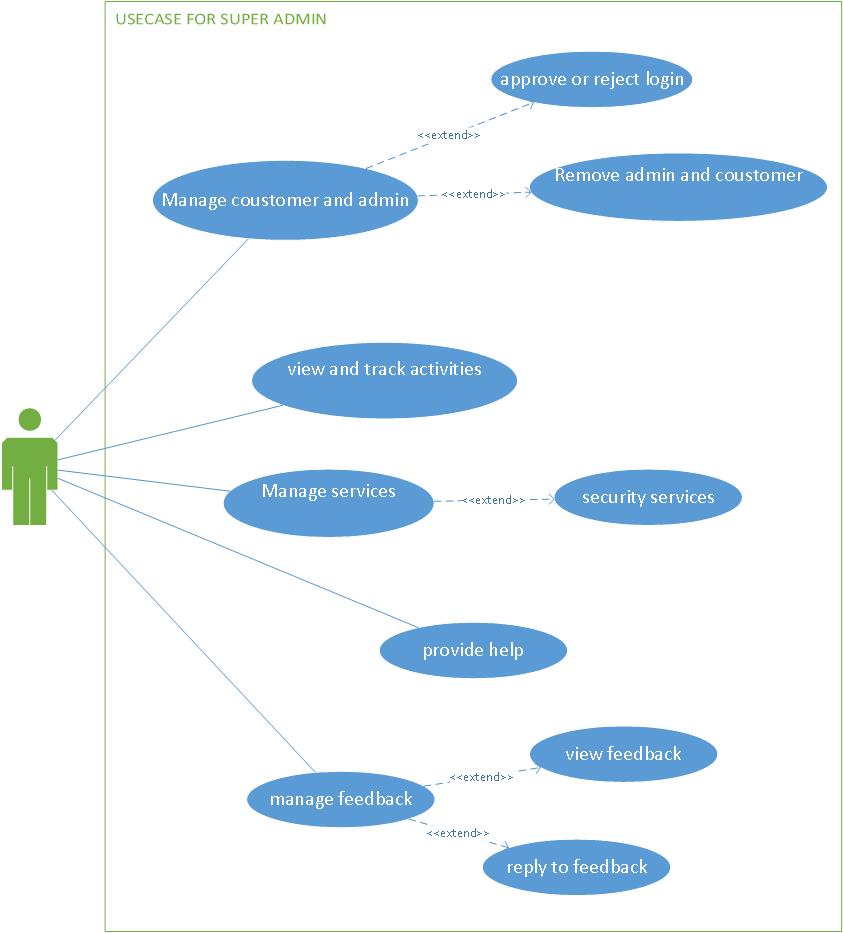 USECASE FOR SUPER ADMIN
approve or reject login
<<extend>>
Manage coustomer and admin
<<extend>>
Remove admin and coustomer
view and track activities
Manage services
<<extend>>
security services
provide help
view feedback
<<extend>>
manage feedback
<<extend>>
reply to feedback